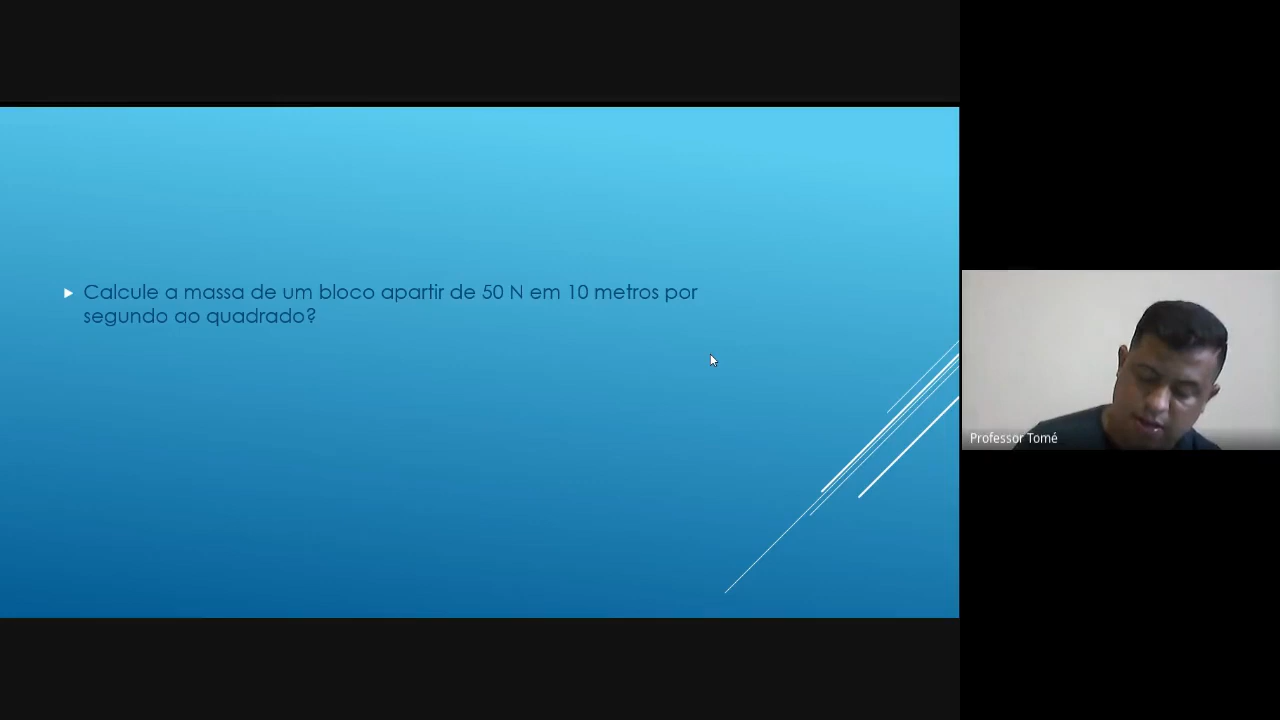 Calcule a massa de um bloco apartir de 50 N em 10 metros por
segundo ao quadrado?
Professor Tomé